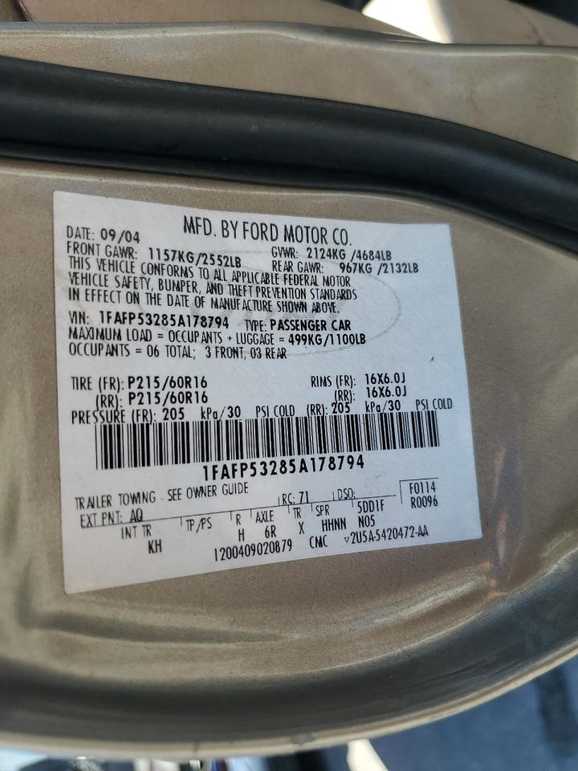 MFD. BY FORD MOTOR CO.
DATE: 09/04 GVWR: 2124KG /4684LB
FRONT GAWR: 1157KG/2552LB REAR GAWR: 967KG/2132LB
THIS VEHICLE CONFORMS TO ALL APPLICABLE FEDERAL MOTOR
VEHICLE SAFETY, BUMPER, AND THEFT PREVENTION STANDARDS
IN EFFECT ON THE DATE OF MANUFACTURE SHOWN ABOVE.
VIN: 1FAFP53285A178794 TYPE: PASSENGER CAR
MAXIMUM LOAD = OCCUPANTS + LUGGAGE = 499KG/1100LB
OCCUPANTS = 06 TOTAL; 3 FRONT, 03 REAR
TIRE (FR): P215/60R16 RIMS (FR): 16X6.0J
(RR): P215/60R16 (RR): 16X6.0J
PRESSURE (FR): 205 kPa/30 PSI COLD (RR): 205 kPa/30 PSI COLD
1FAFP53285A178794
TRAILER TOWING - SEE OWNER GUIDE RC: 71 DSO: F0114
EXT PNT: AQ R0096
INT TR TP/PS R AXLE TR SPR 5DD1F
KH H 6R X HHNN N05
1200409020879 CMC V2U5A-5420472-AA